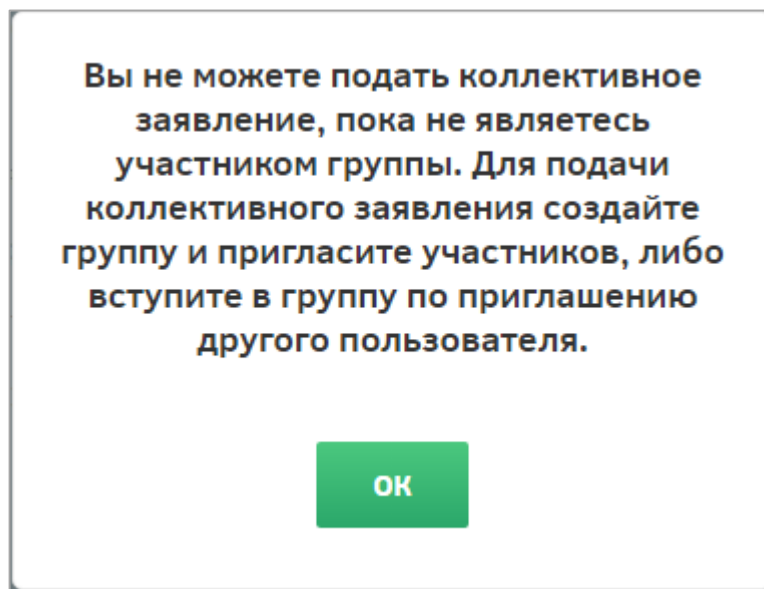 Вы не можете подать коллективное
заявление, пока не являетесь
участником группы. Для подачи
коллективного заявления создайте
группу и пригласите участников, либо
вступите в группу по приглашению
другого пользователя.
ОК